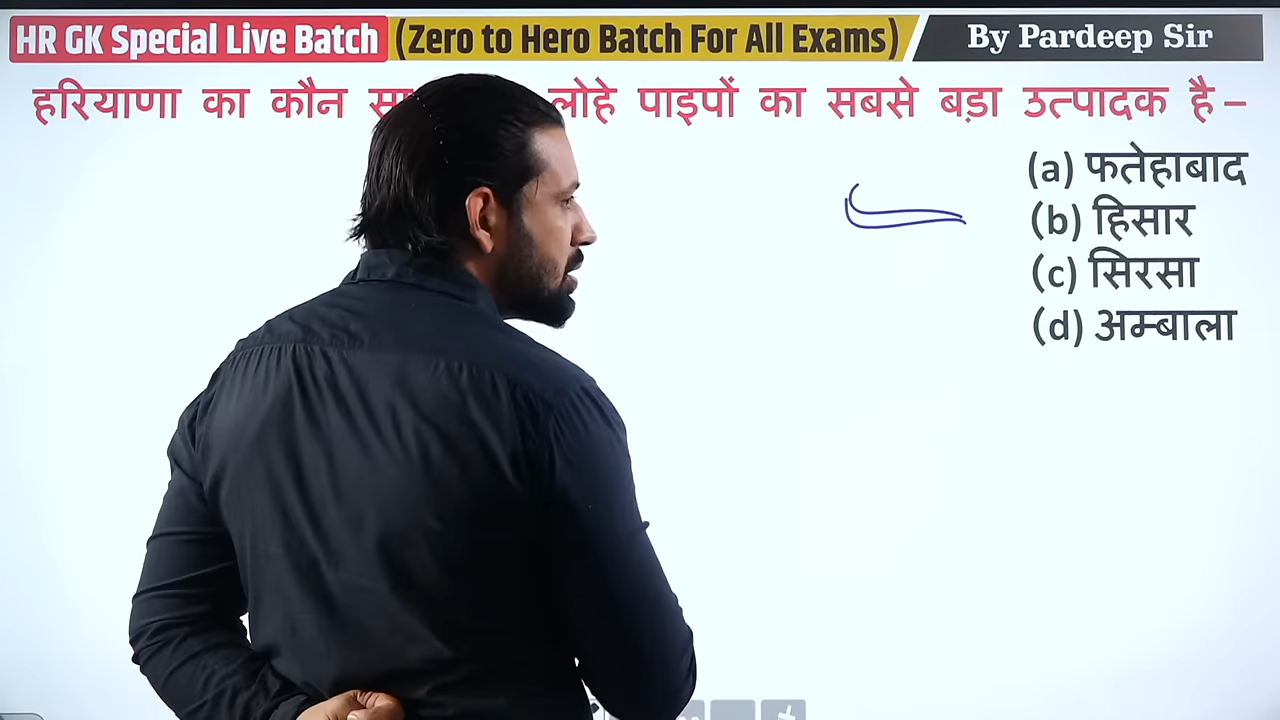 HR GK Special Live Batch (Zero to Hero Batch For All Exams) By Pardeep Sir
हरियाणा का कौन लोहे पाइपों का सबसे बड़ा उत्पादक है –
(a) फतेहाबाद
(b) हिसार
(c) सिरसा
(d) अम्बाला